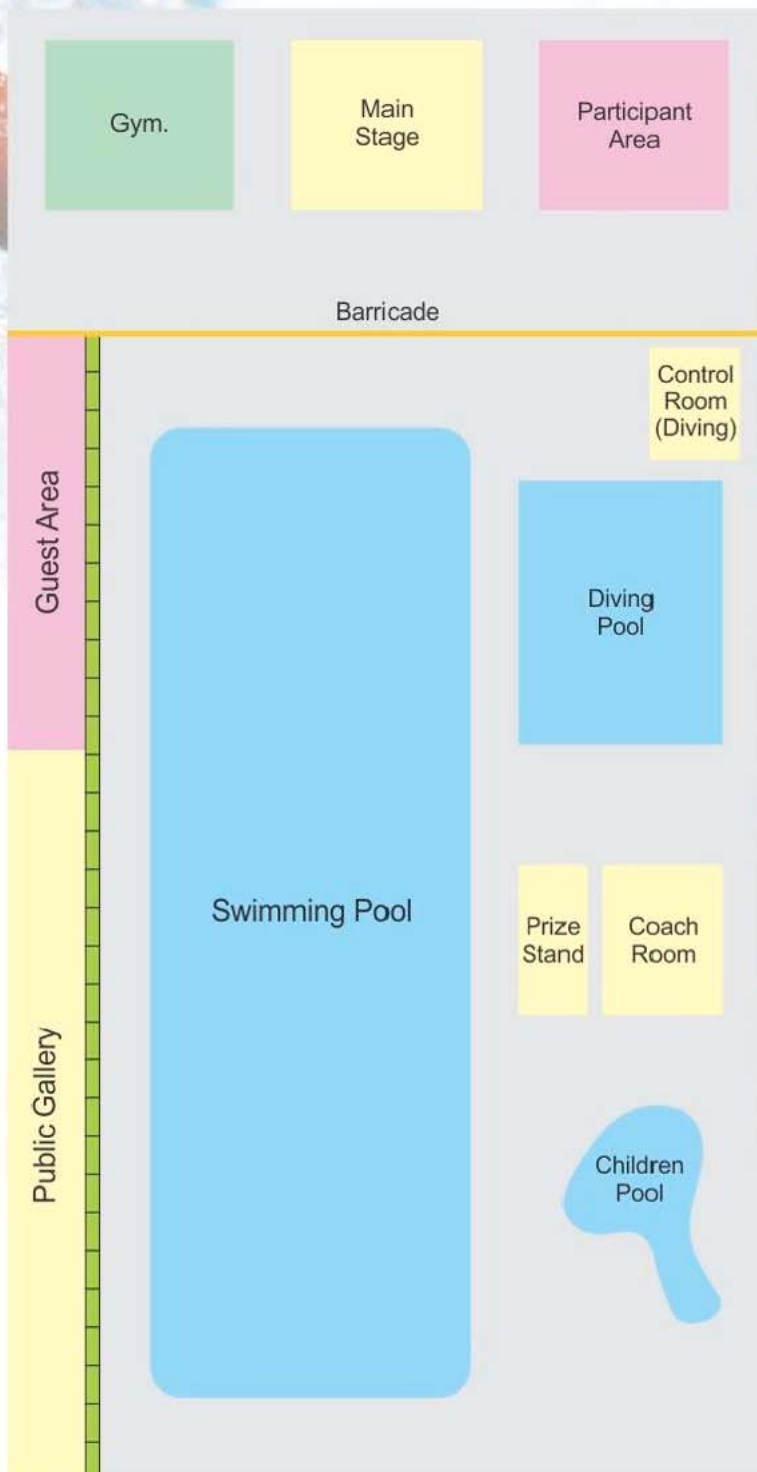 Gym.
Main
Stage
Participant
Area
Barricade
Control
Room
(Diving)
Guest Area
Diving
Pool
Swimming Pool
Prize
Stand
Coach
Room
Public Gallery
Children
Pool